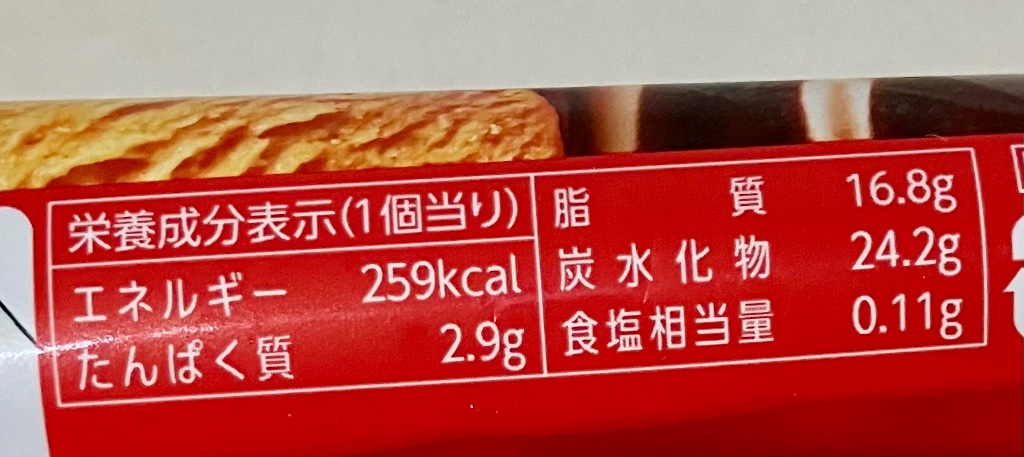 栄養成分表示(1個当り)
エネルギー 259kcal
たんぱく質 2.9g
脂質 16.8g
炭水化物 24.2g
食塩相当量 0.11g